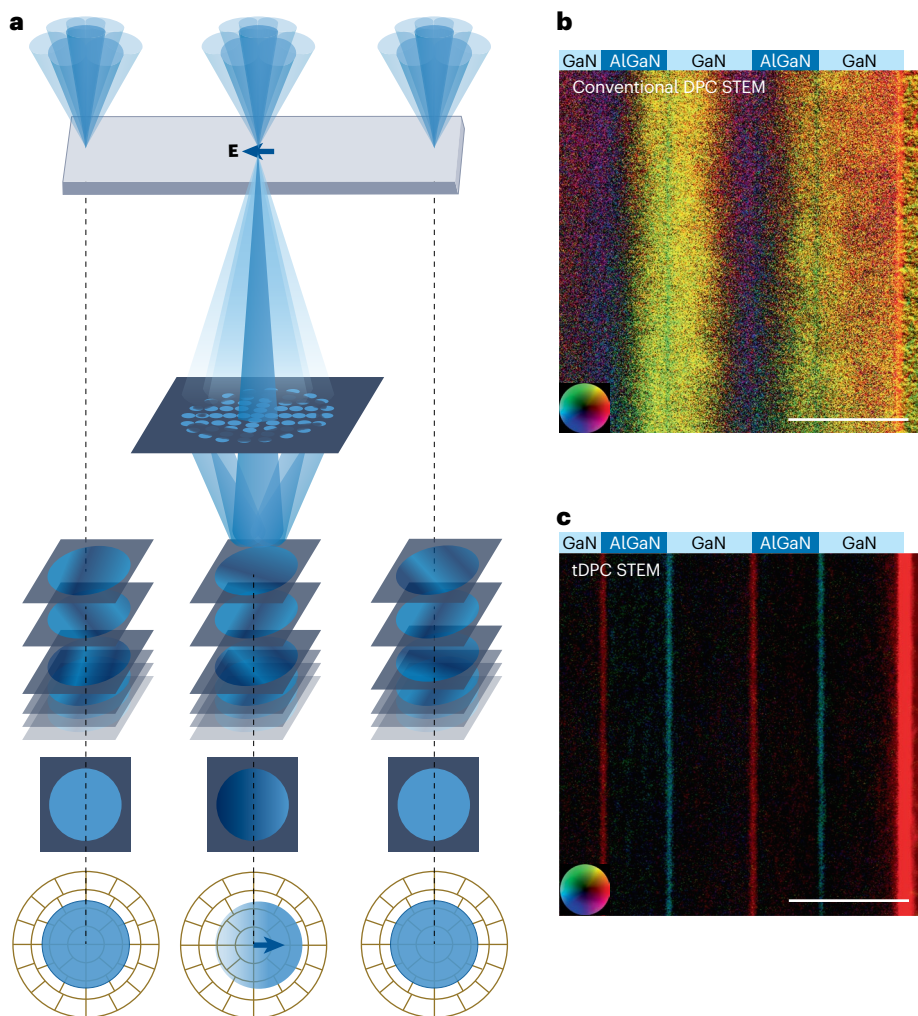 a
E
b
GaN AlGaN GaN AlGaN GaN
Conventional DPC STEM
c
GaN AlGaN GaN AlGaN GaN
tDPC STEM